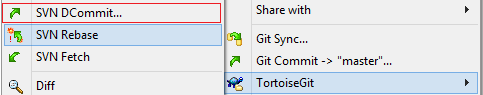 SVN DCommit...
SVN Rebase
SVN Fetch
Diff
Share with
Git Sync...
Git Commit -> "master"...
TortoiseGit